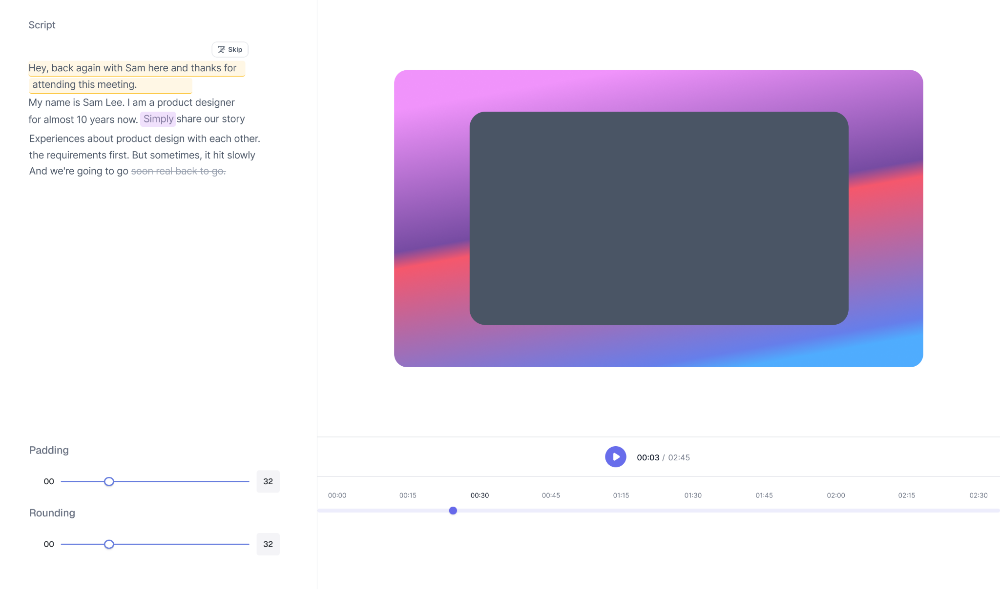 Script
Skip
Hey, back again with Sam here and thanks for
attending this meeting.
My name is Sam Lee. I am a product designer
for almost 10 years now. Simply share our story
Experiences about product design with each other.
the requirements first. But sometimes, it hit slowly
And we're going to go soon real back to go.
Padding
00 32
Rounding
00 32
00:03 / 02:45
00:00 00:15 00:30 00:45 01:15 01:30 01:45 02:00 02:15 02:30